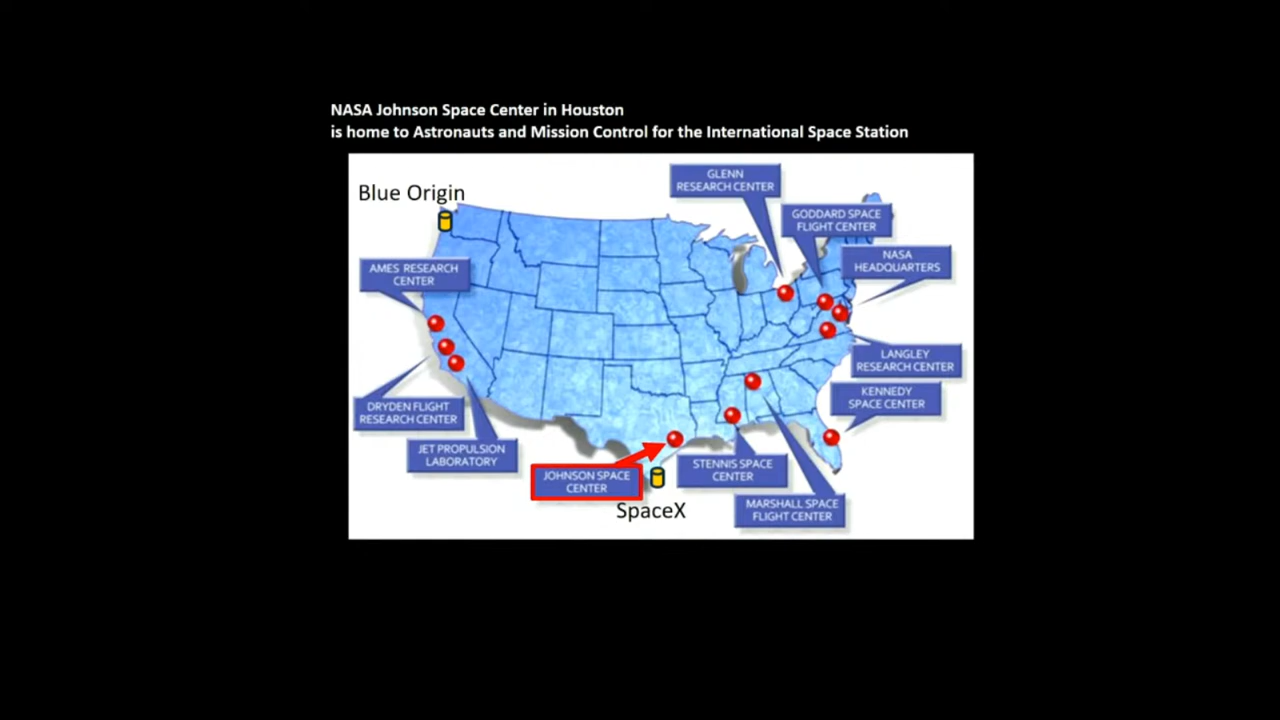 NASA Johnson Space Center in Houston
is home to Astronauts and Mission Control for the International Space Station
Blue Origin
GLENN
RESEARCH CENTER
GODDARD SPACE
FLIGHT CENTER
NASA
HEADQUARTERS
AMES RESEARCH
CENTER
LANGLEY
RESEARCH CENTER
KENNEDY
SPACE CENTER
DRYDEN FLIGHT
RESEARCH CENTER
JET PROPULSION
LABORATORY
JOHNSON SPACE
CENTER
STENNIS SPACE
CENTER
SpaceX
MARSHALL SPACE
FLIGHT CENTER